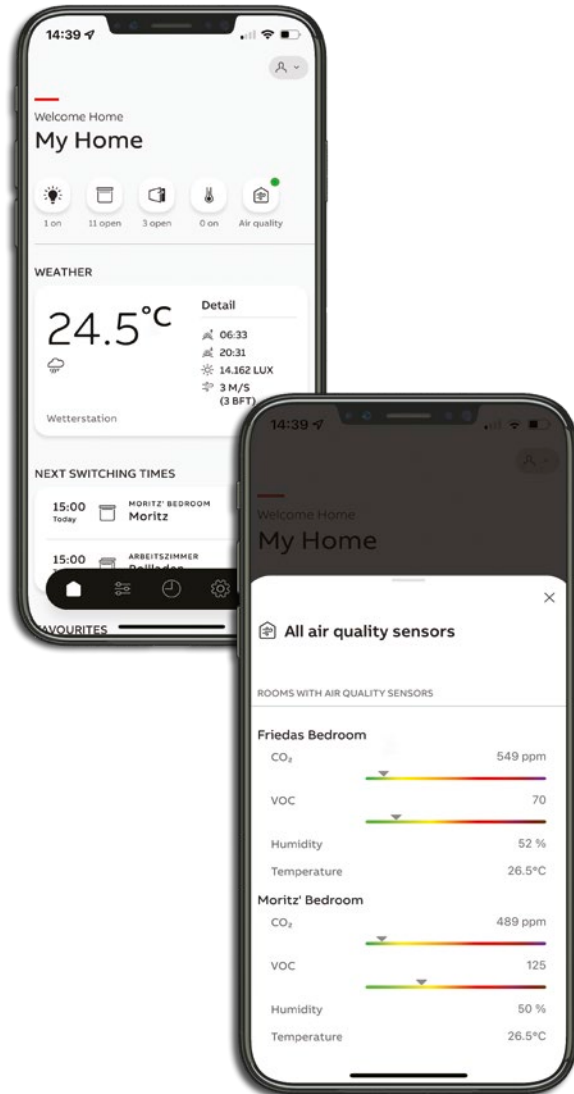 14:39
Welcome Home
My Home
1 on
11 open
3 open
0 on
Air quality
WEATHER
24.5°C
Detail
06:33
20:31
14.162 LUX
3 M/S
(3 BFT)
Wetterstation
NEXT SWITCHING TIMES
15:00
Today
MORITZ' BEDROOM
Moritz
15:00
ARBEITSZIMMER
FAVOURITES
14:39
Welcome Home
My Home
All air quality sensors
ROOMS WITH AIR QUALITY SENSORS
Friedas Bedroom
CO₂ 549 ppm
VOC 70
Humidity 52 %
Temperature 26.5°C
Moritz' Bedroom
CO₂ 489 ppm
VOC 125
Humidity 50 %
Temperature 26.5°C